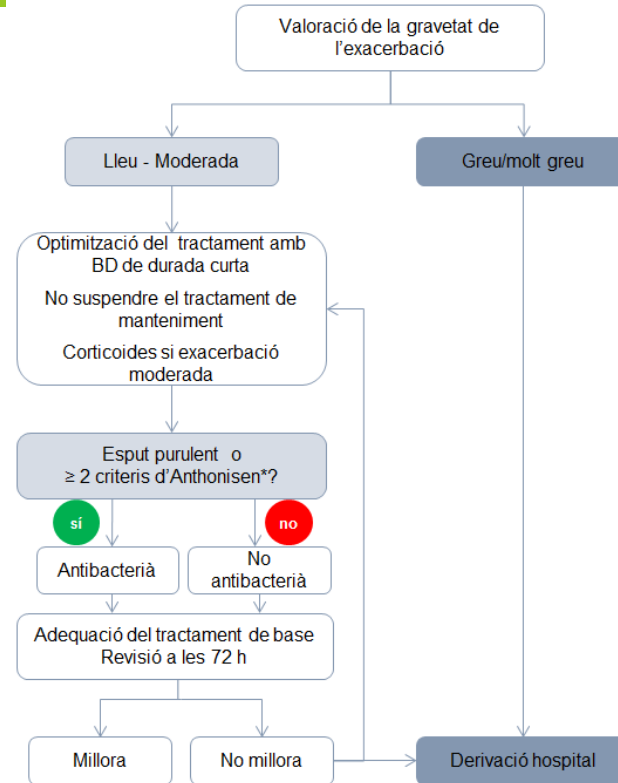 Valoració de la gravetat de
l'exacerbació
Lleu - Moderada
Greu/molt greu
Optimització del tractament amb
BD de durada curta
No suspendre el tractament de
manteniment
Corticoides si exacerbació
moderada
Esput purulent o
≥ 2 criteris d'Anthonisen*?
sí
no
Antibacterià
No
antibacterià
Adequació del tractament de base
Revisió a les 72 h
Millora
No millora
Derivació hospital